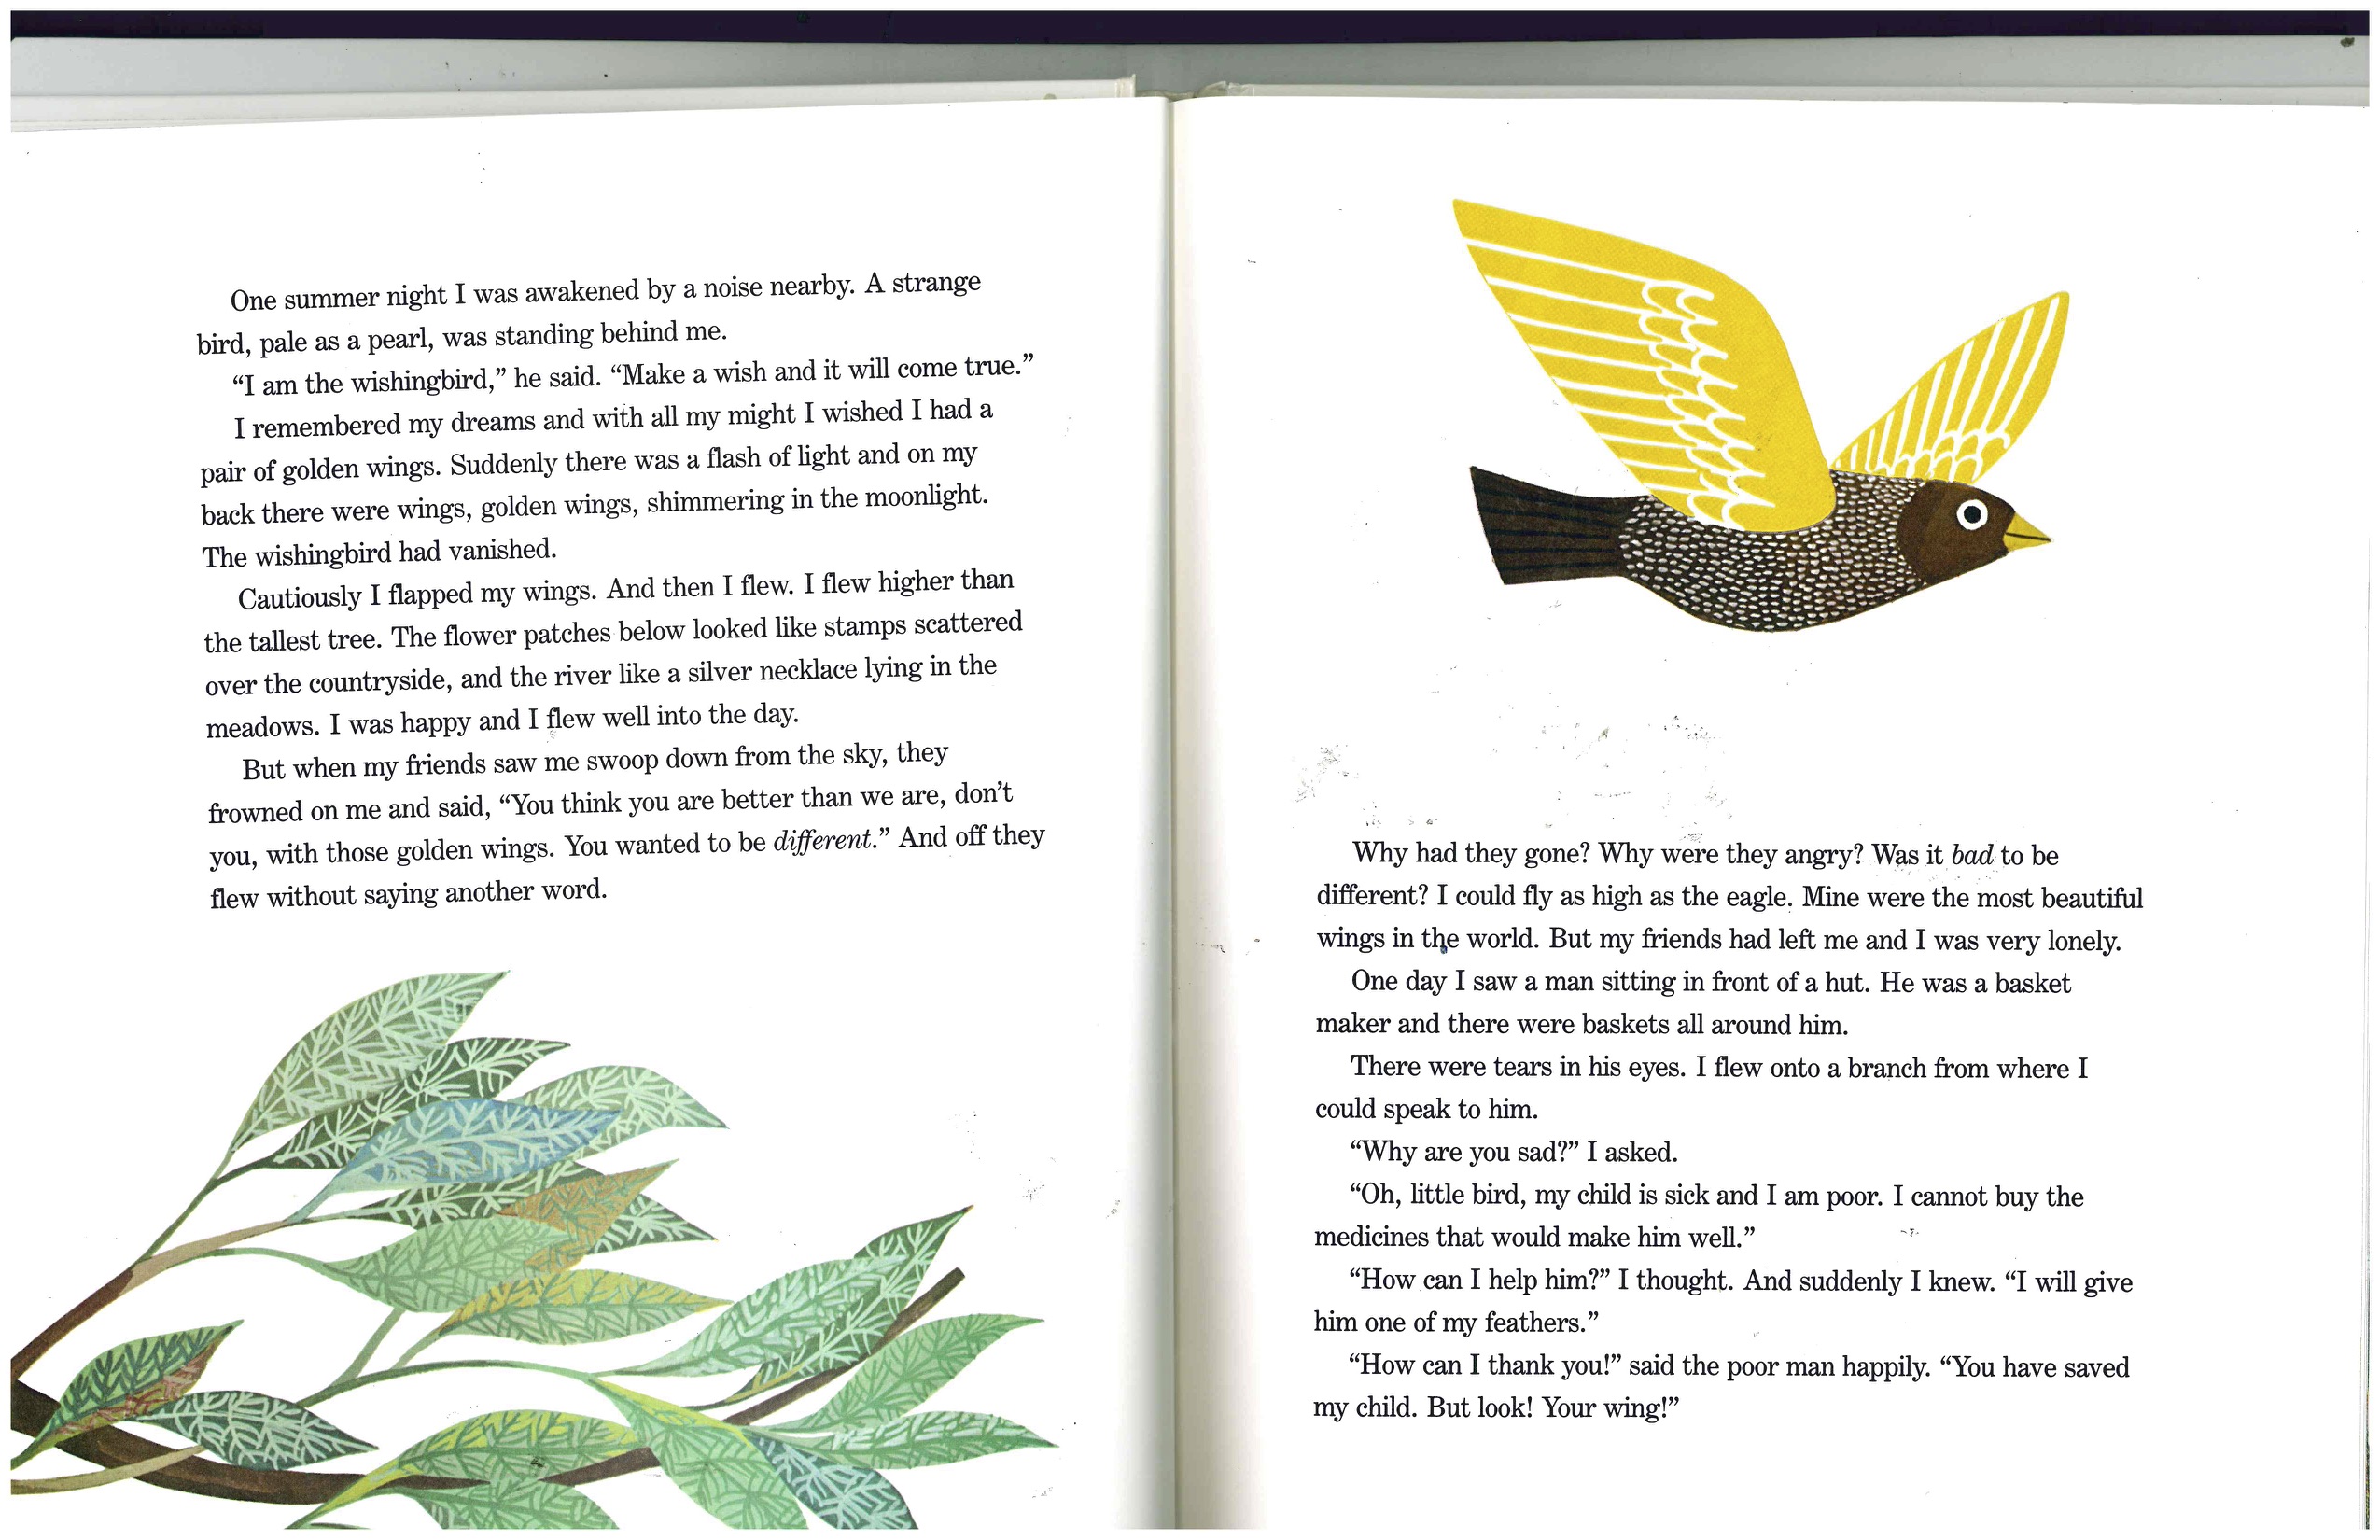 One summer night I was awakened by a noise nearby. A strange
bird, pale as a pearl, was standing behind me.
“I am the wishingbird,” he said. “Make a wish and it will come true.”
I remembered my dreams and with all my might I wished I had a
pair of golden wings. Suddenly there was a flash of light and on my
back there were wings, golden wings, shimmering in the moonlight.
The wishingbird had vanished.
Cautiously I flapped my wings. And then I flew. I flew higher than
the tallest tree. The flower patches below looked like stamps scattered
over the countryside, and the river like a silver necklace lying in the
meadows. I was happy and I flew well into the day.
But when my friends saw me swoop down from the sky, they
frowned on me and said, “You think you are better than we are, don’t
you, with those golden wings. You wanted to be different.” And off they
flew without saying another word.
Why had they gone? Why were they angry? Was it bad to be
different? I could fly as high as the eagle. Mine were the most beautiful
wings in the world. But my friends had left me and I was very lonely.
One day I saw a man sitting in front of a hut. He was a basket
maker and there were baskets all around him.
There were tears in his eyes. I flew onto a branch from where I
could speak to him.
“Why are you sad?” I asked.
“Oh, little bird, my child is sick and I am poor. I cannot buy the
medicines that would make him well.”
“How can I help him?” I thought. And suddenly I knew. “I will give
him one of my feathers.”
“How can I thank you!” said the poor man happily. “You have saved
my child. But look! Your wing!”